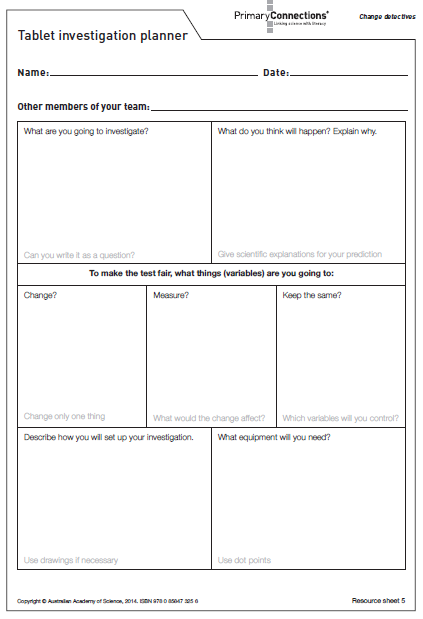 PrimaryConnections®
Linking science with literacy
Change detectives
Tablet investigation planner
Name:
Date:
Other members of your team:
What are you going to investigate?
Can you write it as a question?
What do you think will happen? Explain why.
Give scientific explanations for your prediction
To make the test fair, what things (variables) are you going to:
Change?
Change only one thing
Measure?
What would the change affect?
Keep the same?
Which variables will you control?
Describe how you will set up your investigation.
Use drawings if necessary
What equipment will you need?
Use dot points
Copyright © Australian Academy of Science, 2014. ISBN 978 0 85847 325 6
Resource sheet 5